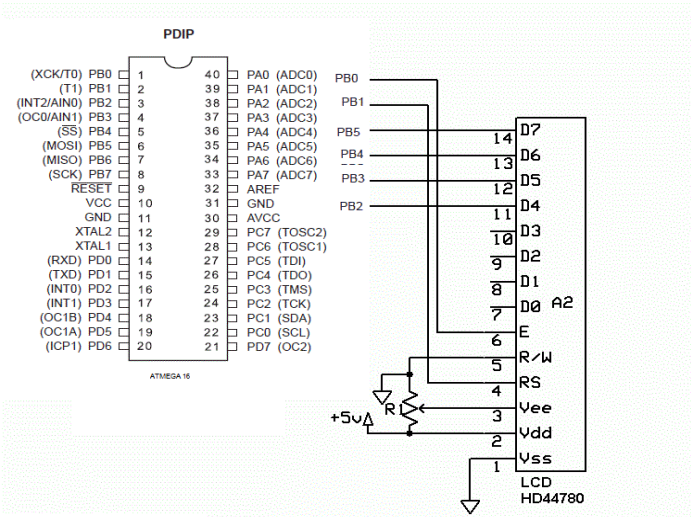 PDIP
(XCK/T0) PB0 1 40 PA0 (ADC0)
(T1) PB1 2 39 PA1 (ADC1)
(INT2/AIN0) PB2 3 38 PA2 (ADC2)
(OC0/AIN1) PB3 4 37 PA3 (ADC3)
(SS) PB4 5 36 PA4 (ADC4)
(MOSI) PB5 6 35 PA5 (ADC5)
(MISO) PB6 7 34 PA6 (ADC6)
(SCK) PB7 8 33 PA7 (ADC7)
RESET 9 32 AREF
VCC 10 31 GND
GND 11 30 AVCC
XTAL2 12 29 PC7 (TOSC2)
XTAL1 13 28 PC6 (TOSC1)
(RXD) PD0 14 27 PC5 (TDI)
(TXD) PD1 15 26 PC4 (TDO)
(INT0) PD2 16 25 PC3 (TMS)
(INT1) PD3 17 24 PC2 (TCK)
(OC1B) PD4 18 23 PC1 (SDA)
(OC1A) PD5 19 22 PC0 (SCL)
(ICP1) PD6 20 21 PD7 (OC2)
ATMEGA 16
PB0
PB1
PB5 14 D7
PB4 13 D6
PB3 12 D5
PB2 11 D4
10 D3
9 D2
8 D1
7 D0 A2
6 E
5 R/W
4 RS
R1 3 Vee
+5v 2 Vdd
1 Vss
LCD
HD44780